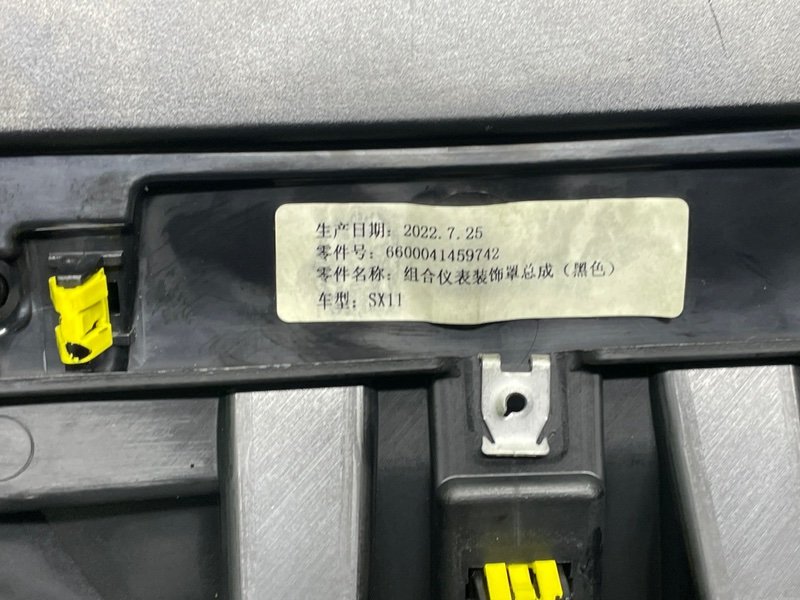 生产日期：2022.7.25
零件号：6600041459742
零件名称：组合仪表装饰罩总成（黑色）
车型：SX11